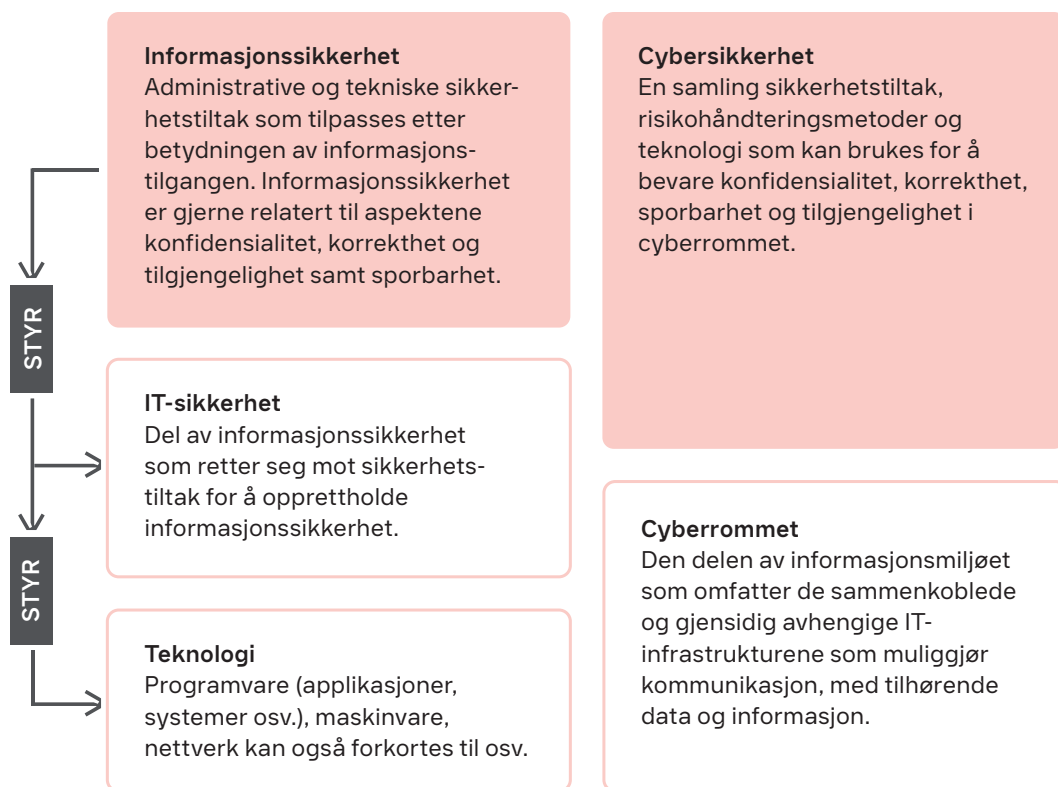 Informasjonssikkerhet
Administrative og tekniske sikker-
hetstiltak som tilpasses etter
betydningen av informasjons-
tilgangen. Informasjonssikkerhet
er gjerne relatert til aspektene
konfidensialitet, korrekthet og
tilgjengelighet samt sporbarhet.
STYR
IT-sikkerhet
Del av informasjonssikkerhet
som retter seg mot sikkerhets-
tiltak for å opprettholde
informasjonssikkerhet.
STYR
Teknologi
Programvare (applikasjoner,
systemer osv.), maskinvare,
nettverk kan også forkortes til osv.
Cybersikkerhet
En samling sikkerhetstiltak,
risikohåndteringsmetoder og
teknologi som kan brukes for å
bevare konfidensialitet, korrekthet,
sporbarhet og tilgjengelighet i
cyberrommet.
Cyberrommet
Den delen av informasjonsmiljøet
som omfatter de sammenkoblede
og gjensidig avhengige IT-
infrastrukturene som muliggjør
kommunikasjon, med tilhørende
data og informasjon.